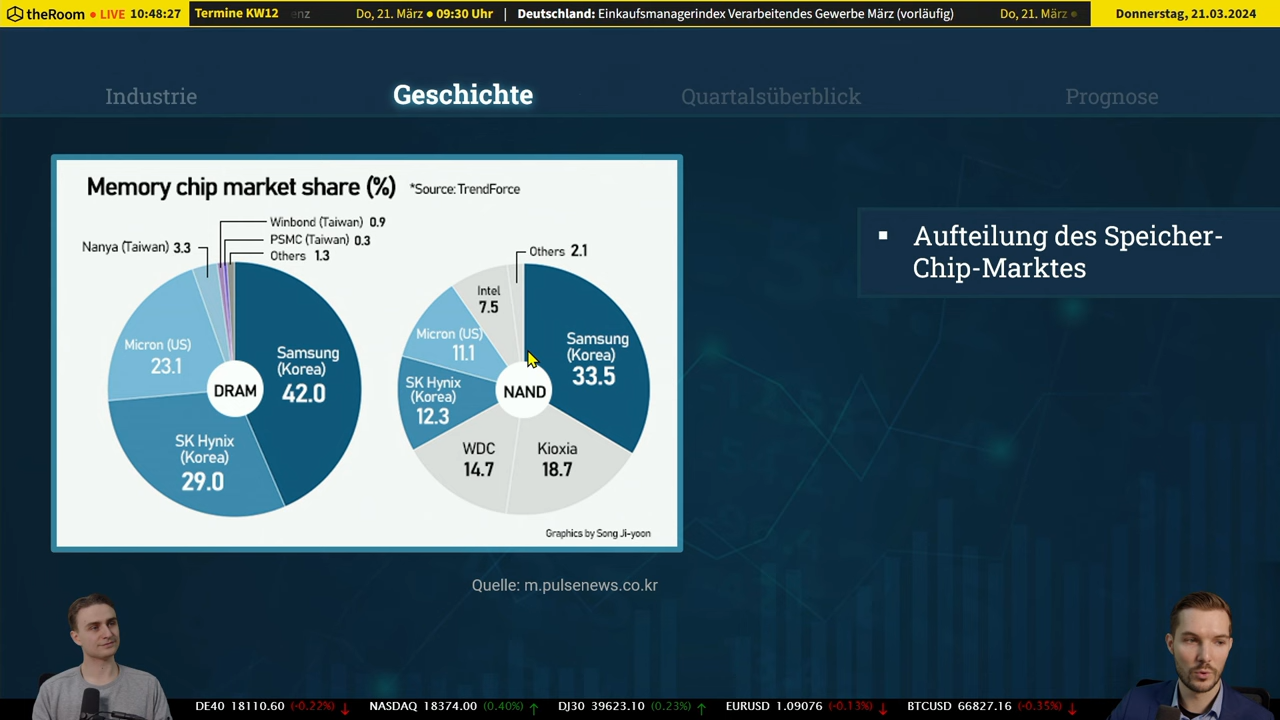 theRoom ● LIVE 10:48:27
Termine KW12
enz Do, 21. März ● 09:30 Uhr | Deutschland: Einkaufsmanagerindex Verarbeitendes Gewerbe März (vorläufig) Do, 21. März
Donnerstag, 21.03.2024
Industrie
Geschichte
Quartalsüberblick
Prognose
Memory chip market share (%) *Source: TrendForce
Winbond (Taiwan) 0.9
PSMC (Taiwan) 0.3
Others 1.3
Nanya (Taiwan) 3.3
Micron (US)
23.1
Samsung
(Korea)
42.0
DRAM
SK Hynix
(Korea)
29.0
Others 2.1
Intel
7.5
Micron (US)
11.1
Samsung
(Korea)
33.5
SK Hynix
(Korea)
12.3
NAND
WDC
14.7
Kioxia
18.7
Graphics by Song Ji-yoon
Quelle: m.pulsenews.co.kr
▪ Aufteilung des Speicher-
Chip-Marktes
DE40 18110.60 (-0.22%) ↓ NASDAQ 18374.00 (0.40%) ↑ DJ30 39623.10 (0.23%) ↑ EURUSD 1.09076 (-0.13%) ↓ BTCUSD 66827.16 (-0.35%) ↓